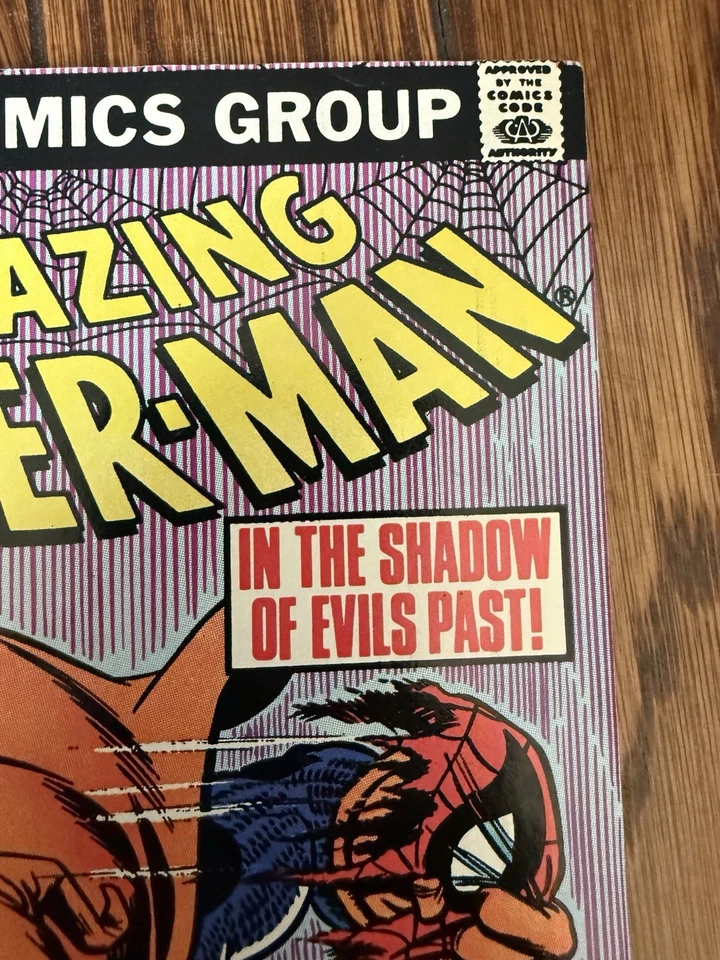 MICS GROUP
APPROVED
BY THE
COMICS
CODE
CA
AUTHORITY
AZING
ER-MAN
®
IN THE SHADOW
OF EVILS PAST!